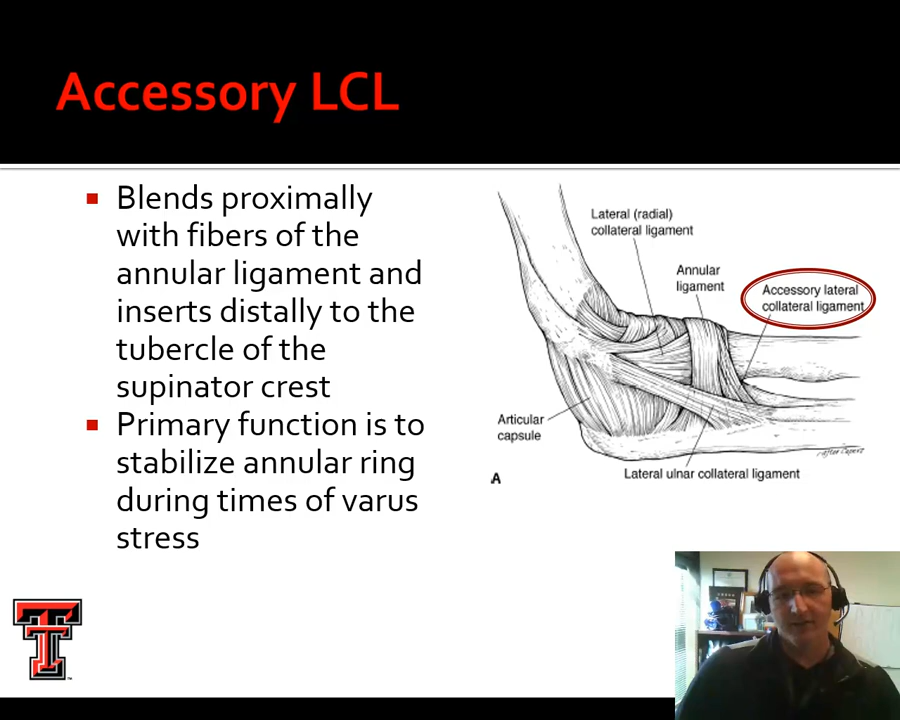 Accessory LCL
Blends proximally
with fibers of the
annular ligament and
inserts distally to the
tubercle of the
supinator crest
Primary function is to
stabilize annular ring
during times of varus
stress
Lateral (radial)
collateral ligament
Annular
ligament
Accessory lateral
collateral ligament
Articular
capsule
Lateral ulnar collateral ligament
A